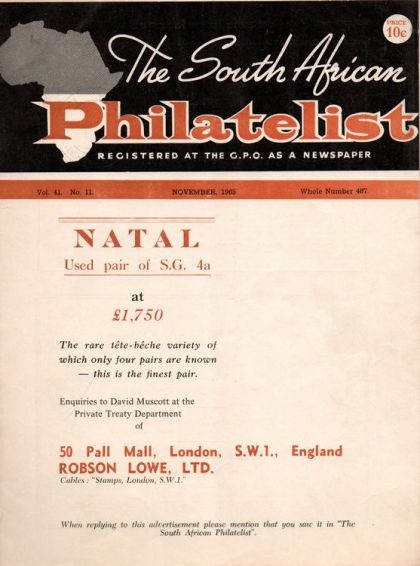 PRICE
10c
The South African
Philatelist
REGISTERED AT THE G.P.O. AS A NEWSPAPER
Vol. 41. No. 11. NOVEMBER, 1965 Whole Number 487.
NATAL
Used pair of S.G. 4a
at
£1,750
The rare tête-bêche variety of
which only four pairs are known
— this is the finest pair.
Enquiries to David Muscott at the
Private Treaty Department
of
50 Pall Mall, London, S.W.1., England
ROBSON LOWE, LTD.
Cables : "Stamps, London, S.W.1."
When replying to this advertisement please mention that you saw it in "The
South African Philatelist".